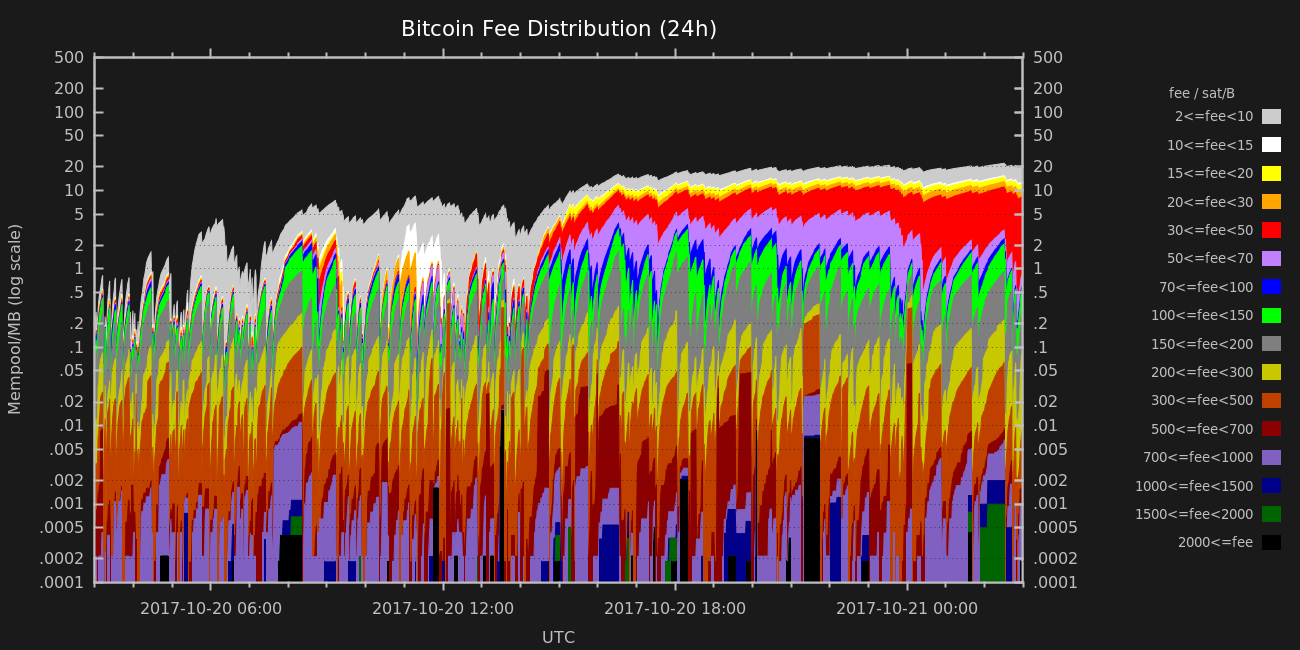 Bitcoin Fee Distribution (24h)
Mempool/MB (log scale)
500
200
100
50
20
10
5
2
1
.5
.2
.1
.05
.02
.01
.005
.002
.001
.0005
.0002
.0001
500
200
100
50
20
10
5
2
1
.5
.2
.1
.05
.02
.01
.005
.002
.001
.0005
.0002
.0001
2017-10-20 06:00
2017-10-20 12:00
2017-10-20 18:00
2017-10-21 00:00
UTC
fee / sat/B
2<=fee<10
10<=fee<15
15<=fee<20
20<=fee<30
30<=fee<50
50<=fee<70
70<=fee<100
100<=fee<150
150<=fee<200
200<=fee<300
300<=fee<500
500<=fee<700
700<=fee<1000
1000<=fee<1500
1500<=fee<2000
2000<=fee